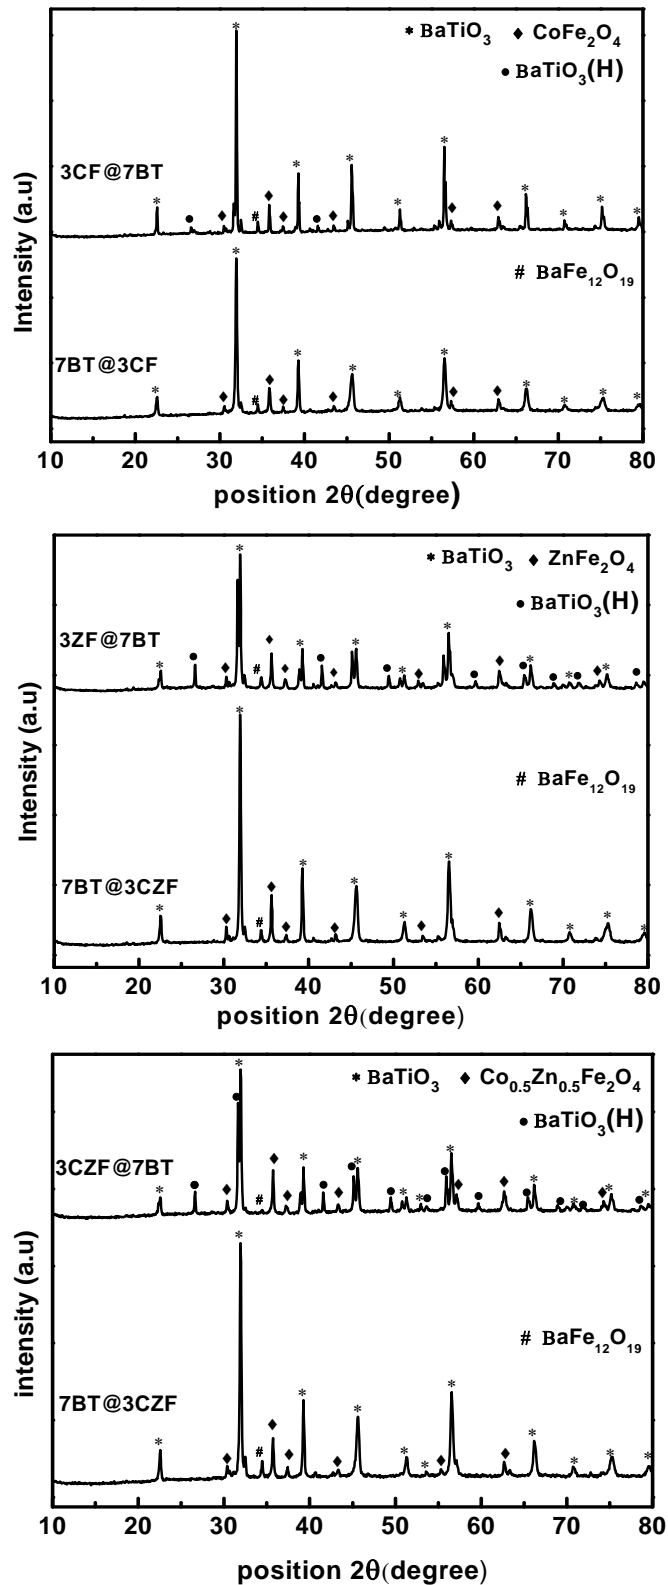 * BaTiO3 ♦ CoFe2O4
● BaTiO3(H)
3CF@7BT
# BaFe12O19
7BT@3CF
Intensity (a.u)
10 20 30 40 50 60 70 80
position 2θ(degree)
* BaTiO3 ♦ ZnFe2O4
● BaTiO3(H)
3ZF@7BT
# BaFe12O19
7BT@3CZF
Intensity (a.u)
10 20 30 40 50 60 70 80
position 2θ(degree)
* BaTiO3 ♦ Co0.5Zn0.5Fe2O4
● BaTiO3(H)
3CZF@7BT
# BaFe12O19
7BT@3CZF
intensity (a.u)
10 20 30 40 50 60 70 80
position 2θ(degree)